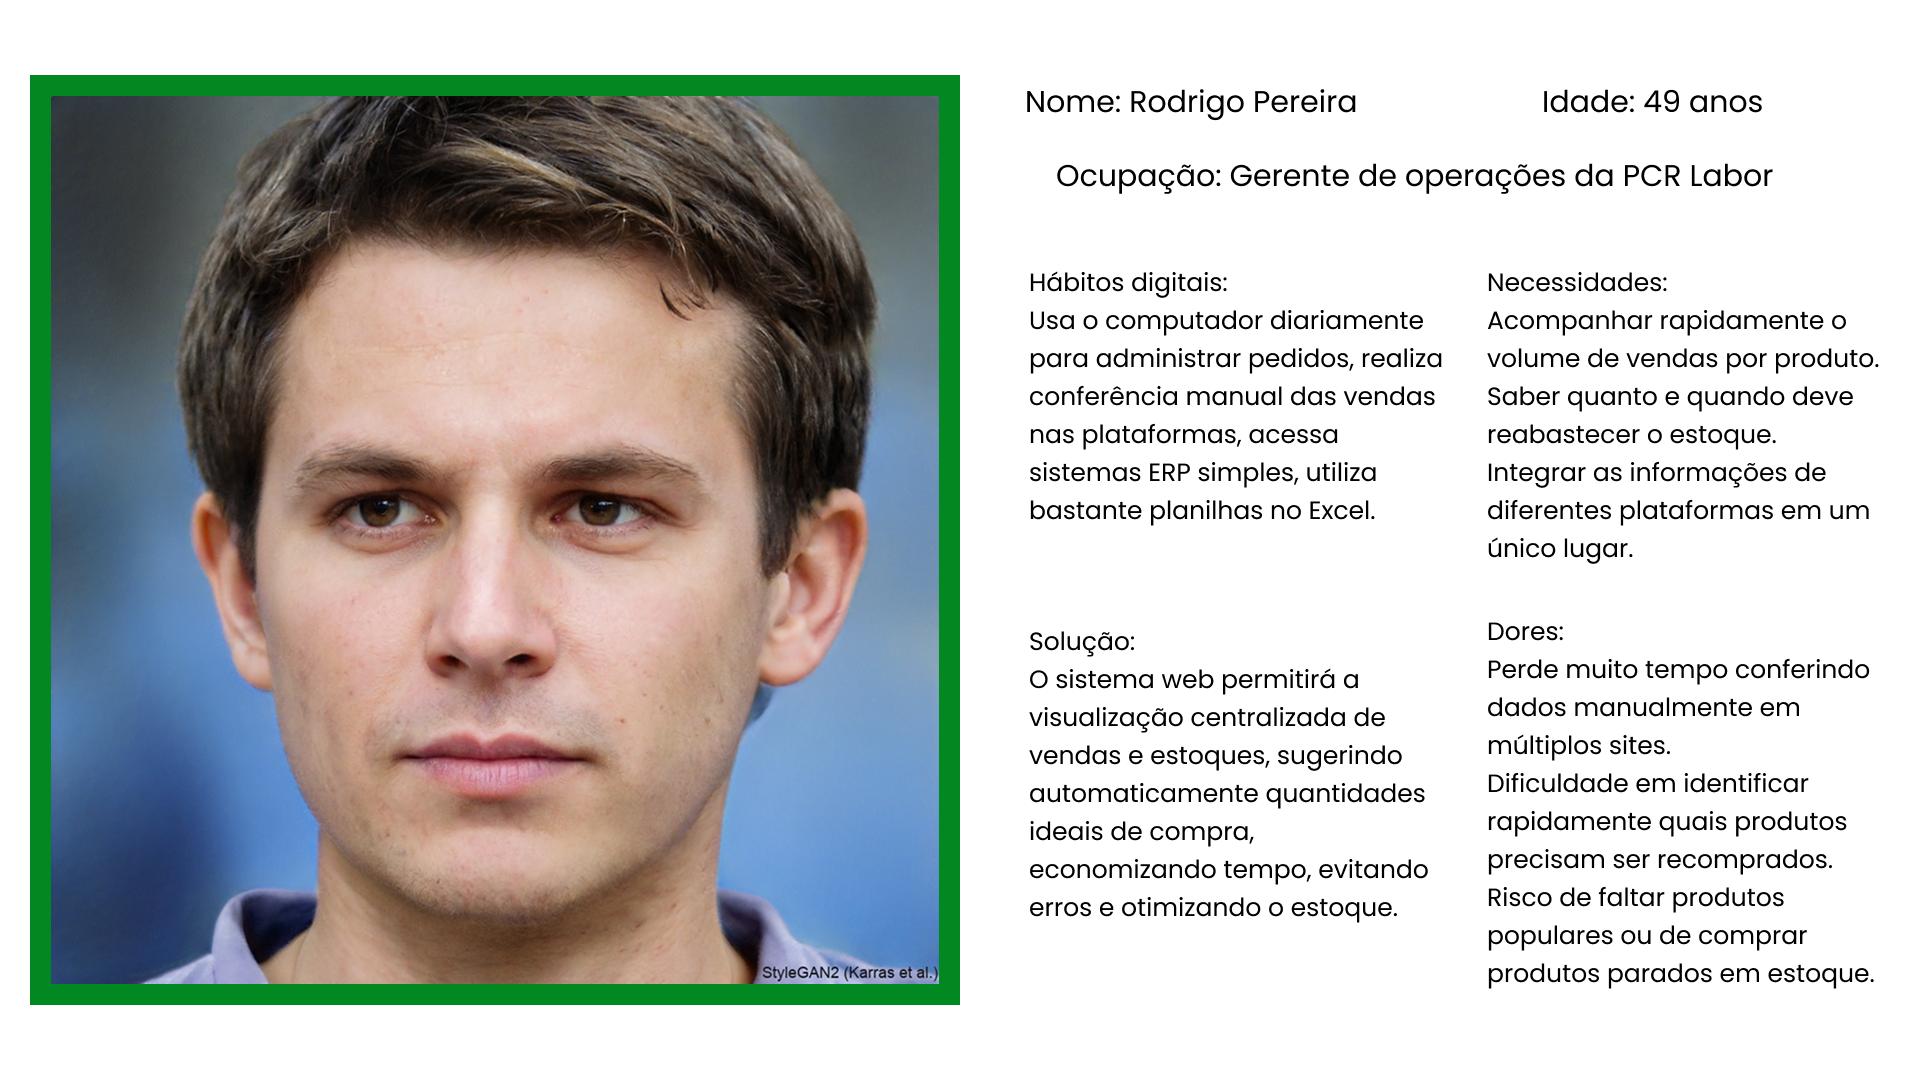 Nome: Rodrigo Pereira
Idade: 49 anos
Ocupação: Gerente de operações da PCR Labor
Hábitos digitais:
Usa o computador diariamente
para administrar pedidos, realiza
conferência manual das vendas
nas plataformas, acessa
sistemas ERP simples, utiliza
bastante planilhas no Excel.
Necessidades:
Acompanhar rapidamente o
volume de vendas por produto.
Saber quanto e quando deve
reabastecer o estoque.
Integrar as informações de
diferentes plataformas em um
único lugar.
Solução:
O sistema web permitirá a
visualização centralizada de
vendas e estoques, sugerindo
automaticamente quantidades
ideais de compra,
economizando tempo, evitando
erros e otimizando o estoque.
Dores:
Perde muito tempo conferindo
dados manualmente em
múltiplos sites.
Dificuldade em identificar
rapidamente quais produtos
precisam ser recomprados.
Risco de faltar produtos
populares ou de comprar
produtos parados em estoque.
StyleGAN2 (Karras et al.)